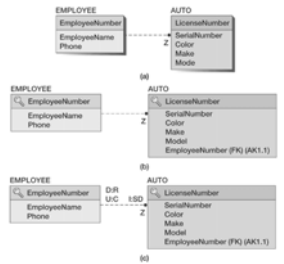 EMPLOYEE
EmployeeNumber
EmployeeName
Phone
AUTO
LicenseNumber
SerialNumber
Color
Make
Mode
Z
(a)
EMPLOYEE
EmployeeNumber
EmployeeName
Phone
AUTO
LicenseNumber
SerialNumber
Color
Make
Model
EmployeeNumber (FK) (AK1.1)
Z
(b)
EMPLOYEE
EmployeeNumber
EmployeeName
Phone
D:R
U:C I:SD
Z
AUTO
LicenseNumber
SerialNumber
Color
Make
Model
EmployeeNumber (FK) (AK1.1)
(c)